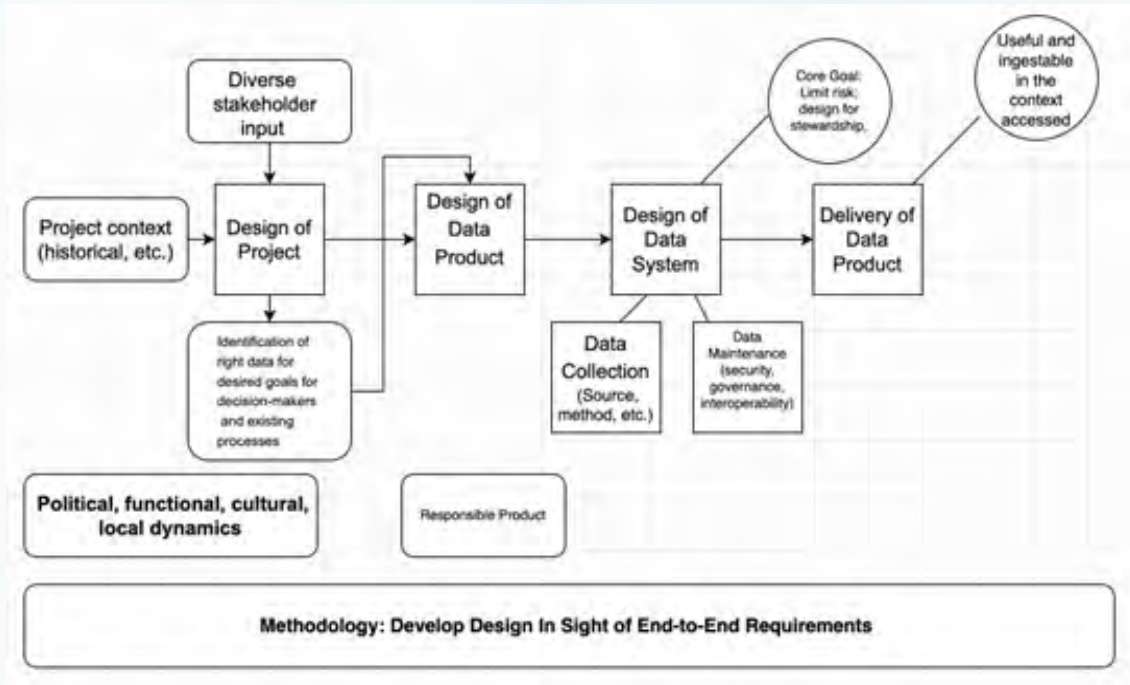 Diverse
stakeholder
input
Project context
(historical, etc.)
Design of
Project
Identification of
right data for
desired goals for
decision-makers
and existing
processes
Design of
Data
Product
Design of
Data
System
Core Goal:
Limit risk;
design for
stewardship,
Data
Collection
(Source,
method, etc.)
Data
Maintenance
(security,
governance,
interoperability)
Delivery of
Data
Product
Useful and
ingestable
in the
context
accessed
Political, functional, cultural,
local dynamics
Responsible Product
Methodology: Develop Design In Sight of End-to-End Requirements